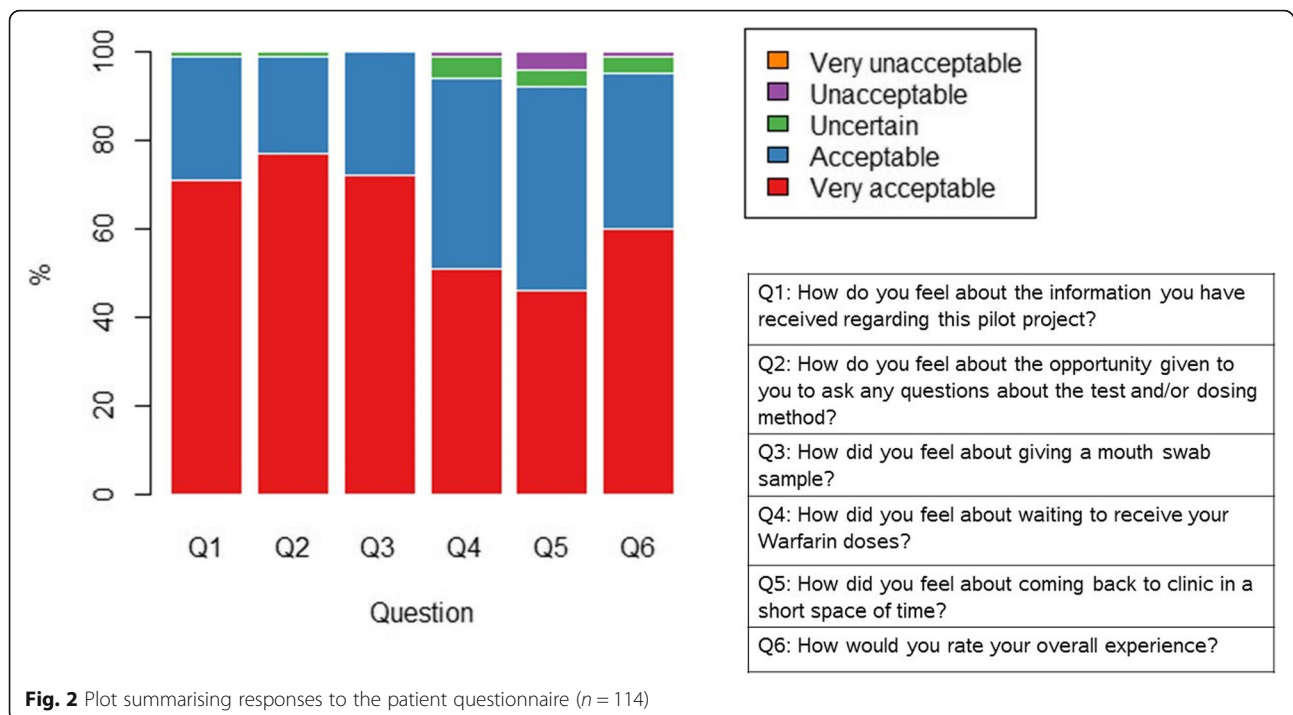 100
80
60
40
20
0
%
Q1 Q2 Q3 Q4 Q5 Q6
Question
Very unacceptable
Unacceptable
Uncertain
Acceptable
Very acceptable
Q1: How do you feel about the information you have
received regarding this pilot project?
Q2: How do you feel about the opportunity given to
you to ask any questions about the test and/or dosing
method?
Q3: How did you feel about giving a mouth swab
sample?
Q4: How did you feel about waiting to receive your
Warfarin doses?
Q5: How did you feel about coming back to clinic in a
short space of time?
Q6: How would you rate your overall experience?
Fig. 2 Plot summarising responses to the patient questionnaire (n = 114)